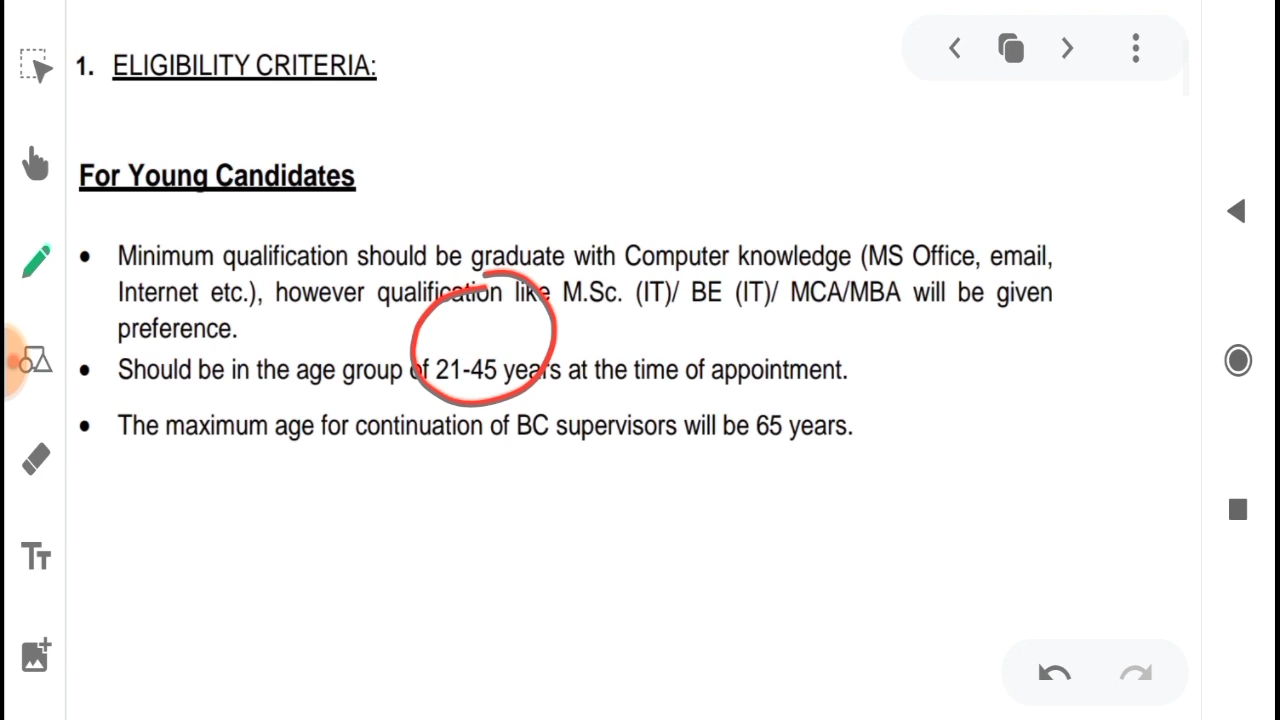 1. ELIGIBILITY CRITERIA:
For Young Candidates
• Minimum qualification should be graduate with Computer knowledge (MS Office, email,
Internet etc.), however qualification like M.Sc. (IT)/ BE (IT)/ MCA/MBA will be given
preference.
• Should be in the age group of 21-45 years at the time of appointment.
• The maximum age for continuation of BC supervisors will be 65 years.
TT